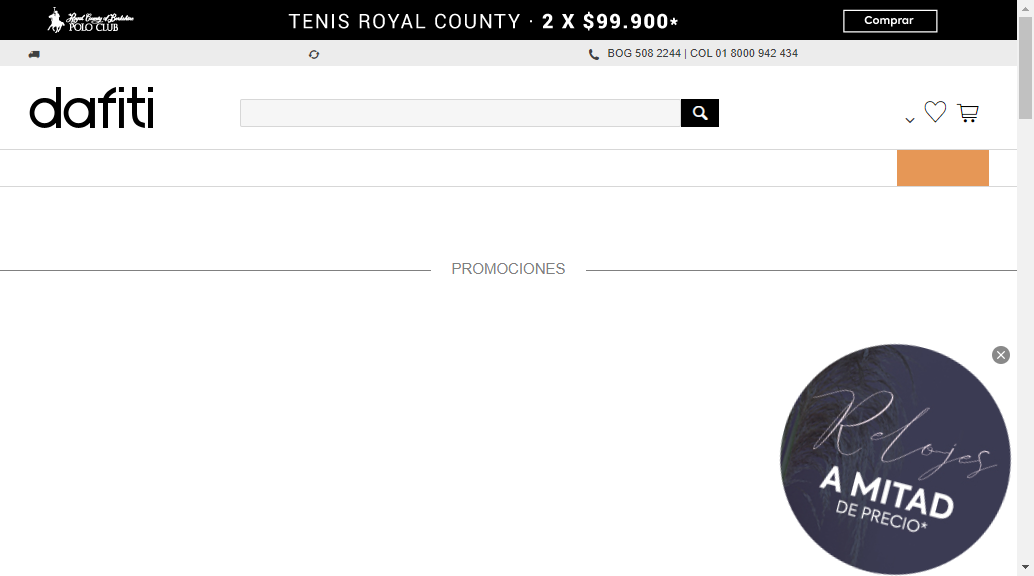 Royal County of Berkshire
POLO CLUB
TENIS ROYAL COUNTY · 2 X $99.900*
Comprar
BOG 508 2244 | COL 01 8000 942 434
dafiti
PROMOCIONES
Relojes
A MITAD
DE PRECIO*